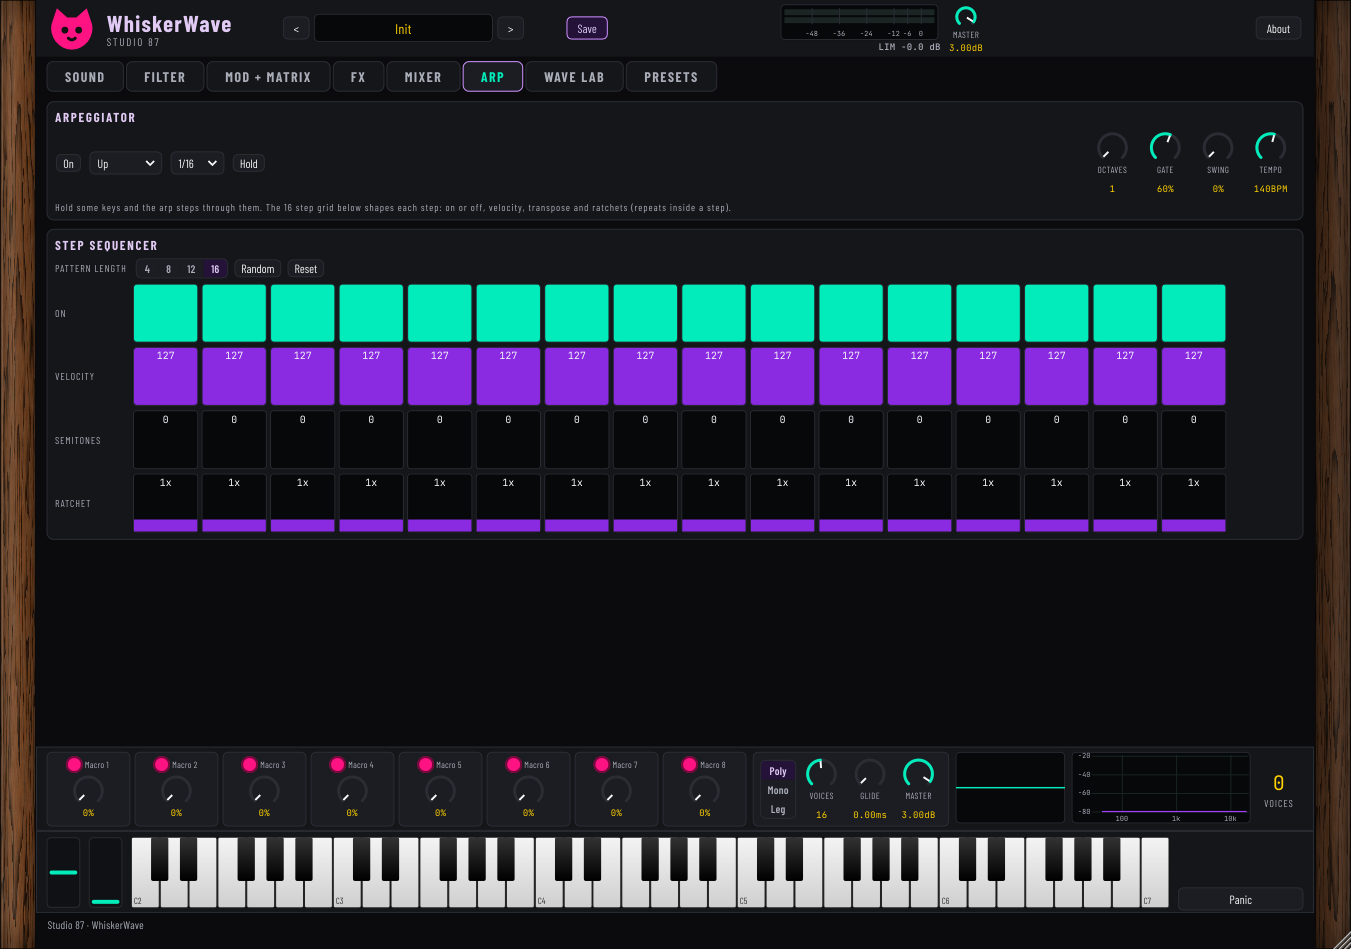 WhiskerWave
STUDIO 87
< Init > Save
-48 -36 -24 -12 -6 0
LIM -0.0 dB
MASTER
3.00dB
About
SOUND FILTER MOD + MATRIX FX MIXER ARP WAVE LAB PRESETS
ARPEGGIATOR
On Up 1/16 Hold
OCTAVES GATE SWING TEMPO
1 60% 0% 140BPM
Hold some keys and the arp steps through them. The 16 step grid below shapes each step: on or off, velocity, transpose and ratchets (repeats inside a step).
STEP SEQUENCER
PATTERN LENGTH 4 8 12 16 Random Reset
ON
VELOCITY 127 127 127 127 127 127 127 127 127 127 127 127 127 127 127 127
SEMITONES 0 0 0 0 0 0 0 0 0 0 0 0 0 0 0 0
RATCHET 1x 1x 1x 1x 1x 1x 1x 1x 1x 1x 1x 1x 1x 1x 1x 1x
Macro 1 Macro 2 Macro 3 Macro 4 Macro 5 Macro 6 Macro 7 Macro 8
0% 0% 0% 0% 0% 0% 0% 0%
Poly
Mono
Leg
VOICES GLIDE MASTER
16 0.00ms 3.00dB
-20
-40
-60
-80
100 1k 10k
0
VOICES
C2 C3 C4 C5 C6 C7
Panic
Studio 87 · WhiskerWave